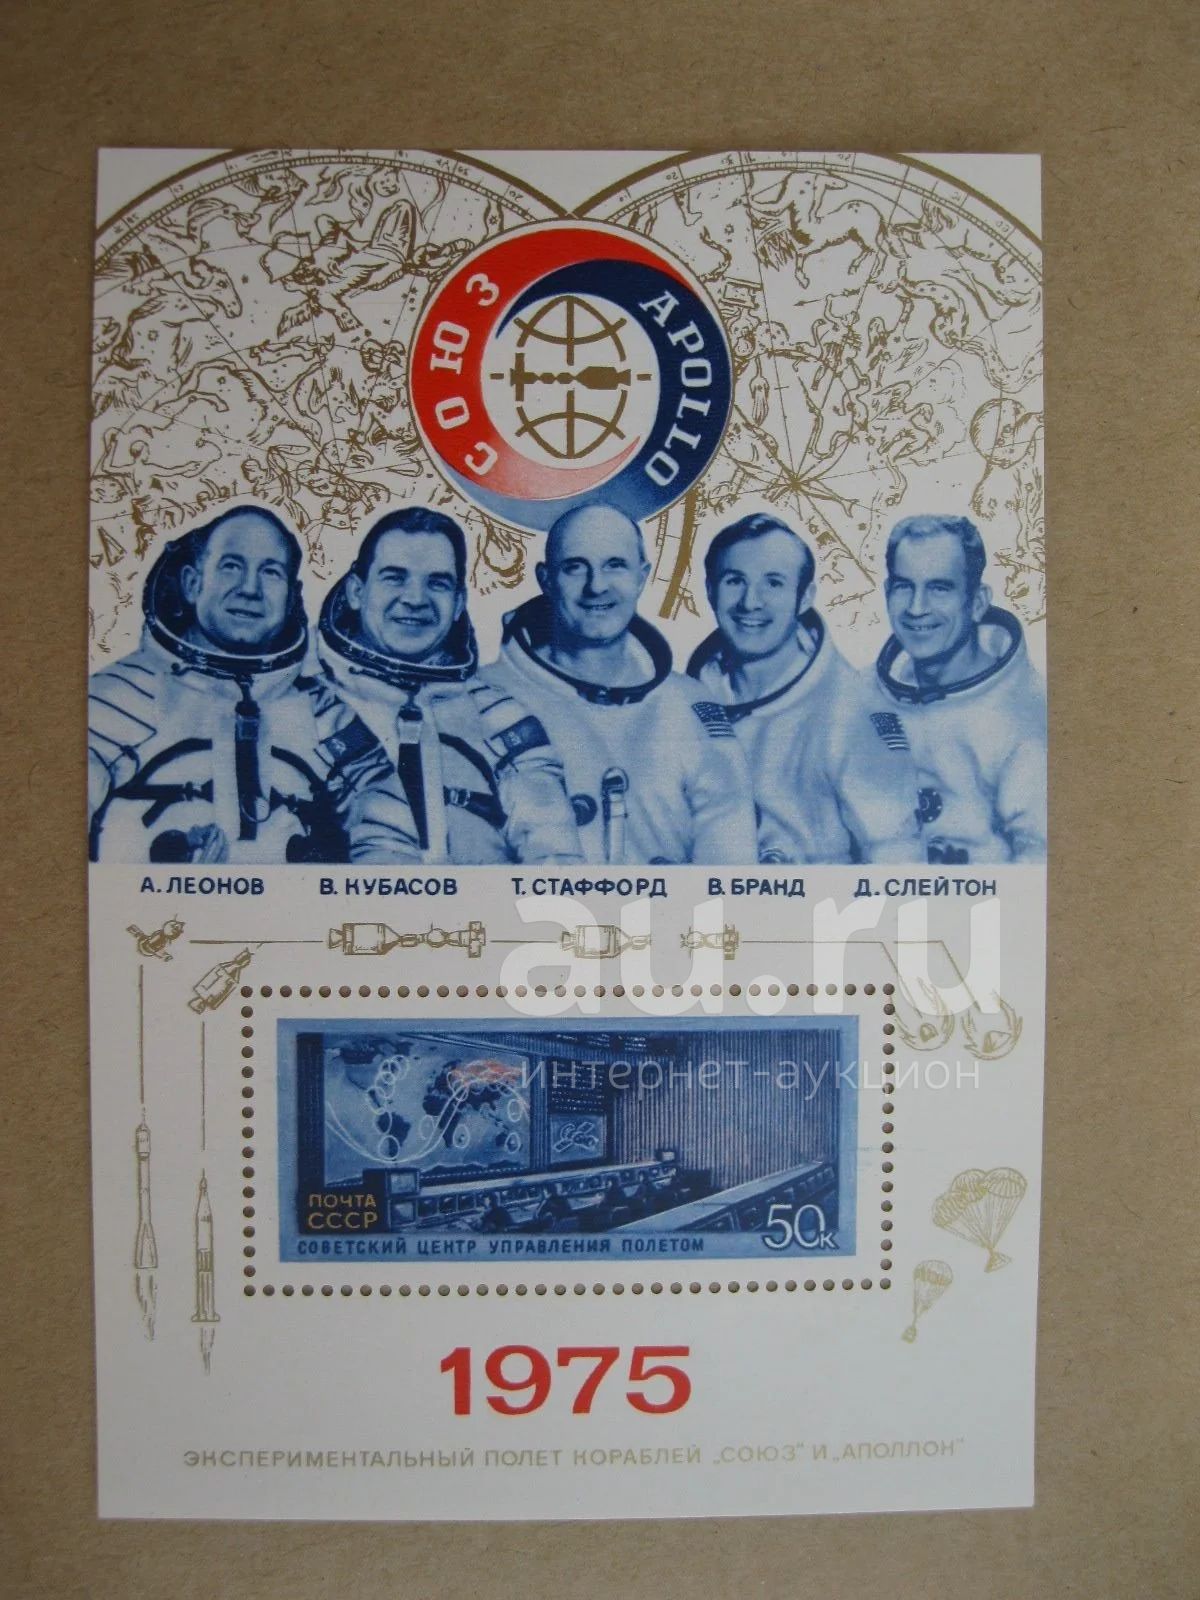 СОЮЗ
APOLLO
А. ЛЕОНОВ В. КУБАСОВ Т. СТАФФОРД В. БРАНД Д. СЛЕЙТОН
au.ru
интернет-аукцион
ПОЧТА
СССР
50к
СОВЕТСКИЙ ЦЕНТР УПРАВЛЕНИЯ ПОЛЕТОМ
1975
ЭКСПЕРИМЕНТАЛЬНЫЙ ПОЛЕТ КОРАБЛЕЙ „СОЮЗ" И „АПОЛЛОН"